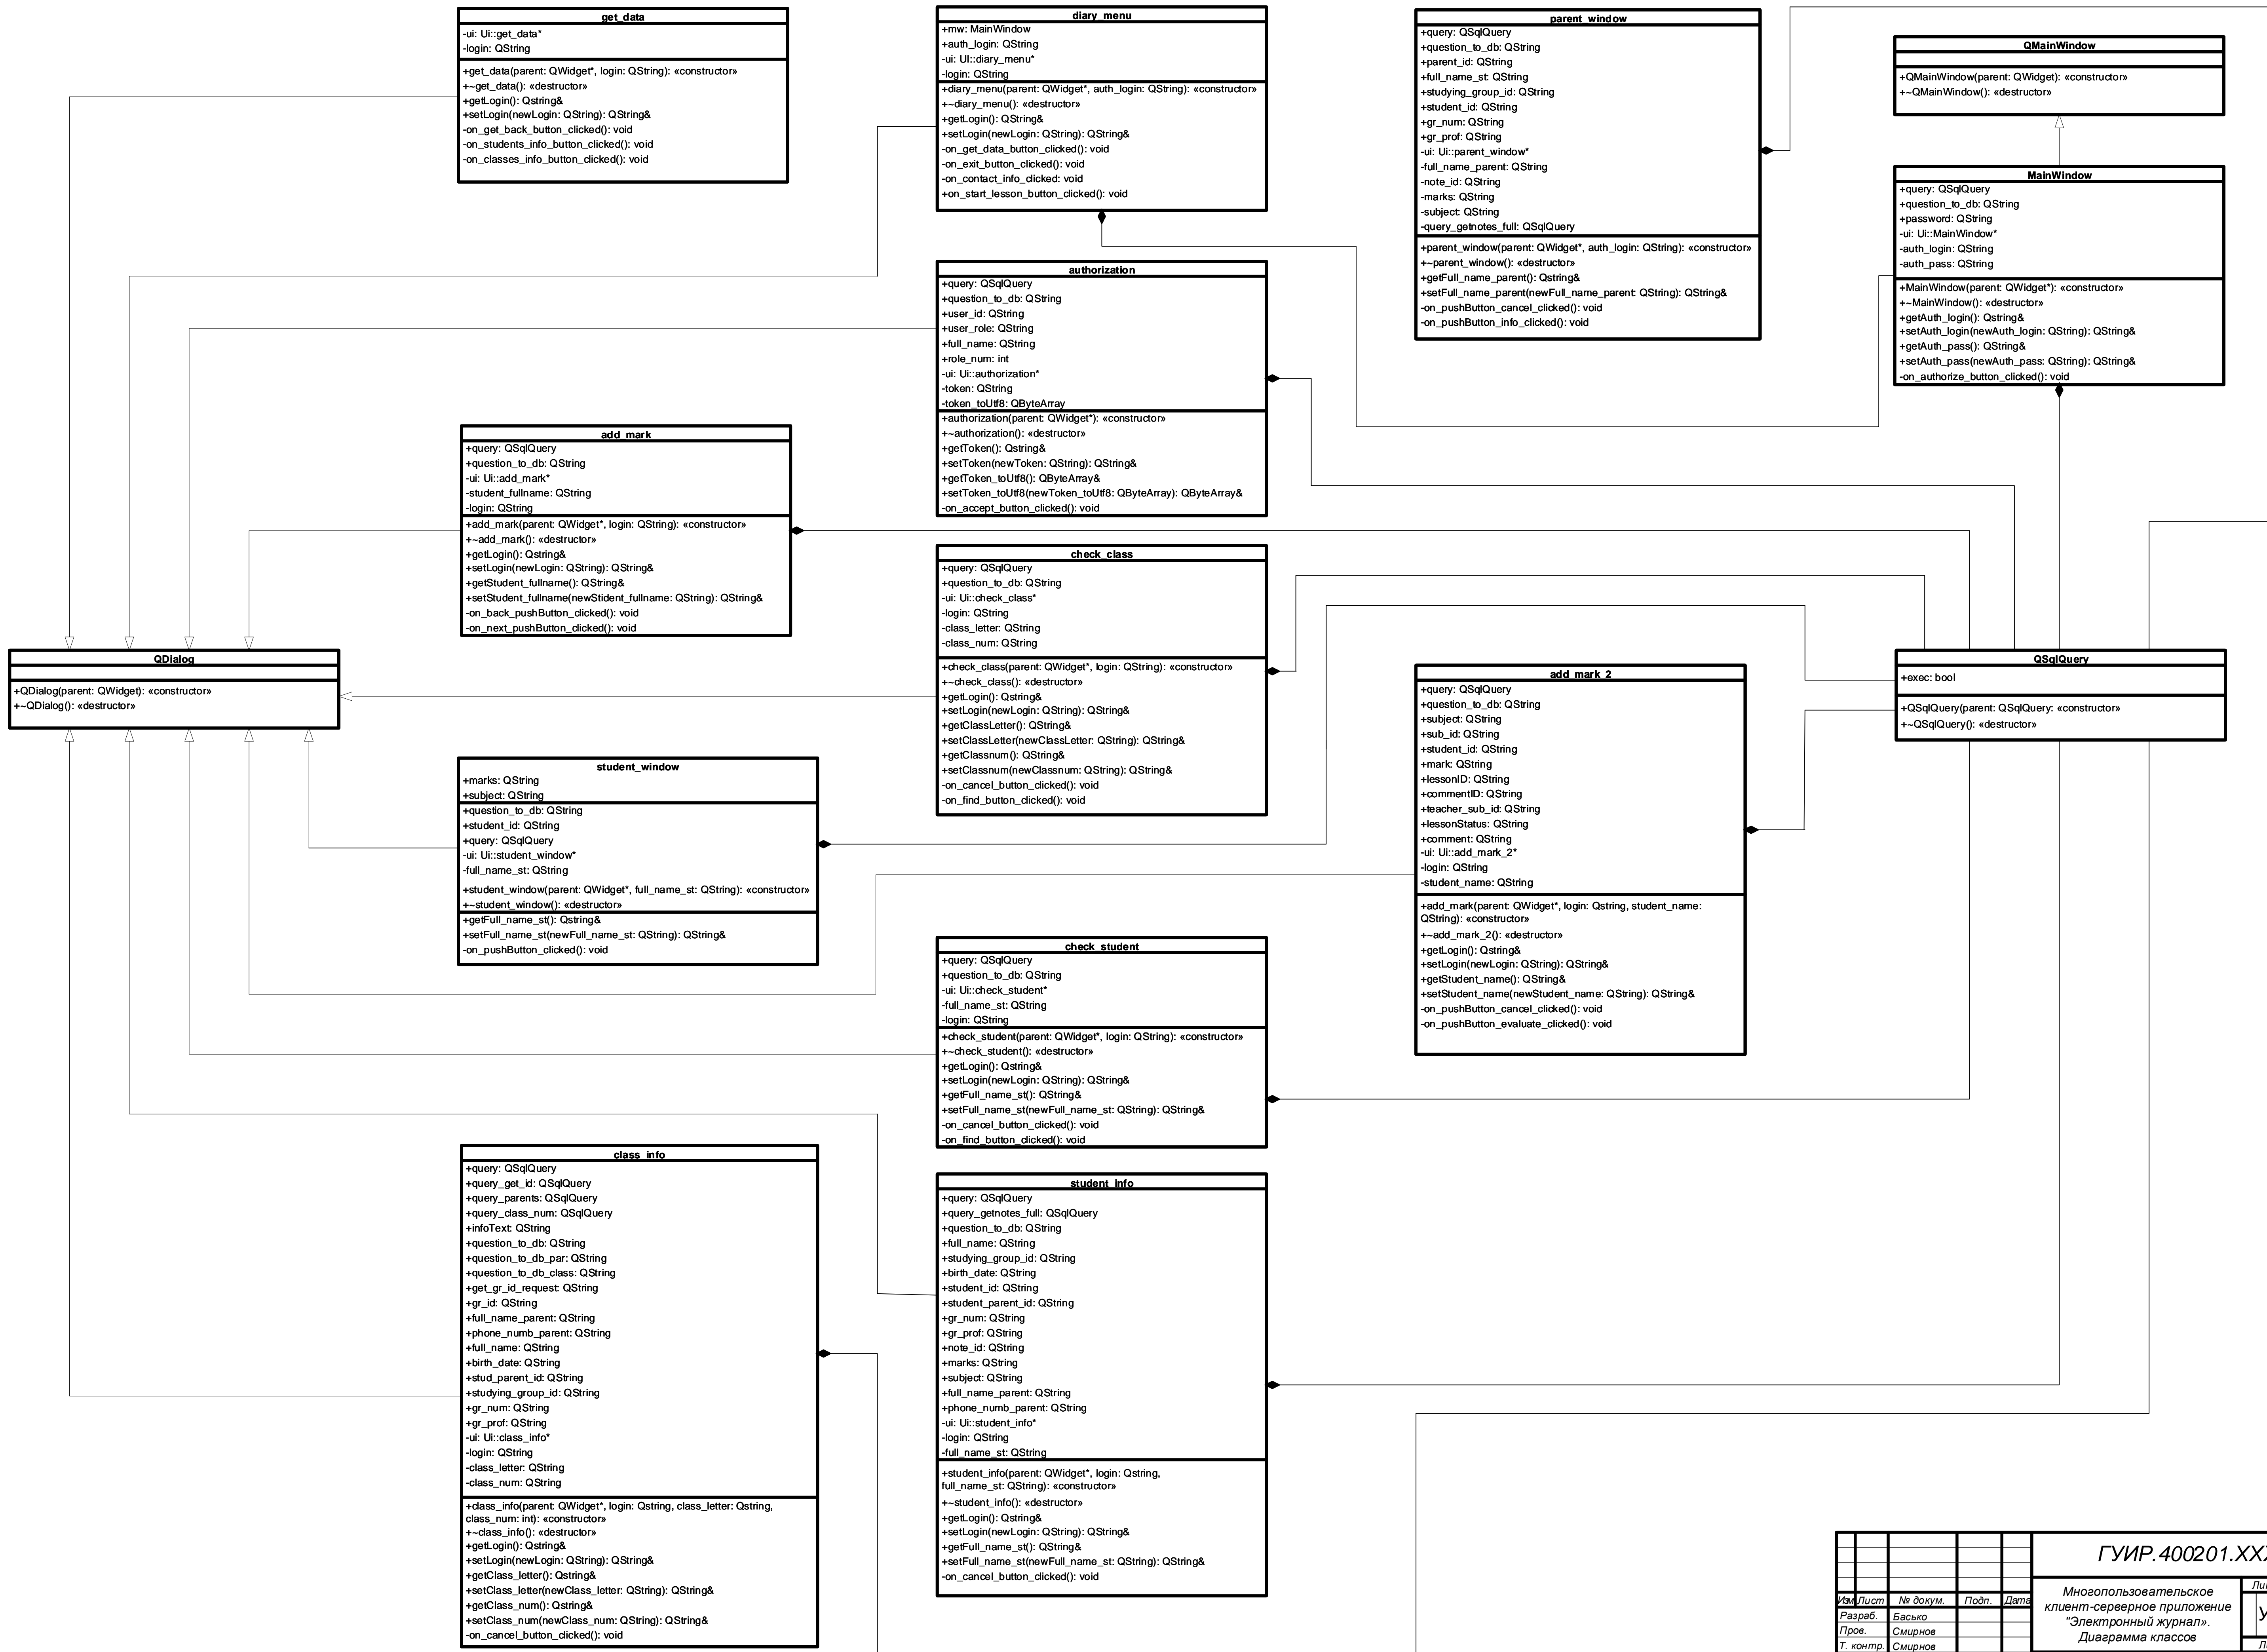 get_data
-ui: Ui::get_data*
-login: QString
+get_data(parent: QWidget*, login: QString): «constructor»
+~get_data(): «destructor»
+getLogin(): Qstring&
+setLogin(newLogin: QString): QString&
-on_get_back_button_clicked(): void
-on_students_info_button_clicked(): void
-on_classes_info_button_clicked(): void
diary_menu
+mw: MainWindow
+auth_login: QString
-ui: UI::diary_menu*
-login: QString
+diary_menu(parent: QWidget*, auth_login: QString): «constructor»
+~diary_menu(): «destructor»
+getLogin(): QString&
+setLogin(newLogin: QString): QString&
-on_get_data_button_clicked(): void
-on_exit_button_clicked(): void
-on_contact_info_clicked: void
+on_start_lesson_button_clicked(): void
parent_window
+query: QSqlQuery
+question_to_db: QString
+parent_id: QString
+full_name_st: QString
+studying_group_id: QString
+student_id: QString
+gr_num: QString
+gr_prof: QString
-ui: Ui::parent_window*
-full_name_parent: QString
-note_id: QString
-marks: QString
-subject: QString
-query_getnotes_full: QSqlQuery
+parent_window(parent: QWidget*, auth_login: QString): «constructor»
+~parent_window(): «destructor»
+getFull_name_parent(): Qstring&
+setFull_name_parent(newFull_name_parent: QString): QString&
-on_pushButton_cancel_clicked(): void
-on_pushButton_info_clicked(): void
QMainWindow
+QMainWindow(parent: QWidget): «constructor»
+~QMainWindow(): «destructor»
MainWindow
+query: QSqlQuery
+question_to_db: QString
+password: QString
-ui: Ui::MainWindow*
-auth_login: QString
-auth_pass: QString
+MainWindow(parent: QWidget*): «constructor»
+~MainWindow(): «destructor»
+getAuth_login(): Qstring&
+setAuth_login(newAuth_login: QString): QString&
+getAuth_pass(): QString&
+setAuth_pass(newAuth_pass: QString): QString&
-on_authorize_button_clicked(): void
authorization
+query: QSqlQuery
+question_to_db: QString
+user_id: QString
+user_role: QString
+full_name: QString
+role_num: int
-ui: Ui::authorization*
-token: QString
-token_toUtf8: QByteArray
+authorization(parent: QWidget*): «constructor»
+~authorization(): «destructor»
+getToken(): Qstring&
+setToken(newToken: QString): QString&
+getToken_toUtf8(): QByteArray&
+setToken_toUtf8(newToken_toUtf8: QByteArray): QByteArray&
-on_accept_button_clicked(): void
add_mark
+query: QSqlQuery
+question_to_db: QString
-ui: Ui::add_mark*
-student_fullname: QString
-login: QString
+add_mark(parent: QWidget*, login: QString): «constructor»
+~add_mark(): «destructor»
+getLogin(): Qstring&
+setLogin(newLogin: QString): QString&
+getStudent_fullname(): QString&
+setStudent_fullname(newStident_fullname: QString): QString&
-on_back_pushButton_clicked(): void
-on_next_pushButton_clicked(): void
check_class
+query: QSqlQuery
+question_to_db: QString
-ui: Ui::check_class*
-login: QString
-class_letter: QString
-class_num: QString
+check_class(parent: QWidget*, login: QString): «constructor»
+~check_class(): «destructor»
+getLogin(): Qstring&
+setLogin(newLogin: QString): QString&
+getClassLetter(): QString&
+setClassLetter(newClassLetter: QString): QString&
+getClassnum(): QString&
+setClassnum(newClassnum: QString): QString&
-on_cancel_button_clicked(): void
-on_find_button_clicked(): void
QDialog
+QDialog(parent: QWidget): «constructor»
+~QDialog(): «destructor»
QSqlQuery
+exec: bool
+QSqlQuery(parent: QSqlQuery: «constructor»
+~QSqlQuery(): «destructor»
add_mark_2
+query: QSqlQuery
+question_to_db: QString
+subject: QString
+sub_id: QString
+student_id: QString
+mark: QString
+lessonID: QString
+commentID: QString
+teacher_sub_id: QString
+lessonStatus: QString
+comment: QString
-ui: Ui::add_mark_2*
-login: QString
-student_name: QString
+add_mark(parent: QWidget*, login: Qstring, student_name:
QString): «constructor»
+~add_mark_2(): «destructor»
+getLogin(): Qstring&
+setLogin(newLogin: QString): QString&
+getStudent_name(): QString&
+setStudent_name(newStudent_name: QString): QString&
-on_pushButton_cancel_clicked(): void
-on_pushButton_evaluate_clicked(): void
student_window
+marks: QString
+subject: QString
+question_to_db: QString
+student_id: QString
+query: QSqlQuery
-ui: Ui::student_window*
-full_name_st: QString
+student_window(parent: QWidget*, full_name_st: QString): «constructor»
+~student_window(): «destructor»
+getFull_name_st(): Qstring&
+setFull_name_st(newFull_name_st: QString): QString&
-on_pushButton_clicked(): void
check_student
+query: QSqlQuery
+question_to_db: QString
-ui: Ui::check_student*
-full_name_st: QString
-login: QString
+check_student(parent: QWidget*, login: QString): «constructor»
+~check_student(): «destructor»
+getLogin(): Qstring&
+setLogin(newLogin: QString): QString&
+getFull_name_st(): QString&
+setFull_name_st(newFull_name_st: QString): QString&
-on_cancel_button_clicked(): void
-on_find_button_clicked(): void
class_info
+query: QSqlQuery
+query_get_id: QSqlQuery
+query_parents: QSqlQuery
+query_class_num: QSqlQuery
+infoText: QString
+question_to_db: QString
+question_to_db_par: QString
+question_to_db_class: QString
+get_gr_id_request: QString
+gr_id: QString
+full_name_parent: QString
+phone_numb_parent: QString
+full_name: QString
+birth_date: QString
+stud_parent_id: QString
+studying_group_id: QString
+gr_num: QString
+gr_prof: QString
-ui: Ui::class_info*
-login: QString
-class_letter: QString
-class_num: QString
+class_info(parent: QWidget*, login: Qstring, class_letter: Qstring,
class_num: int): «constructor»
+~class_info(): «destructor»
+getLogin(): Qstring&
+setLogin(newLogin: QString): QString&
+getClass_letter(): Qstring&
+setClass_letter(newClass_letter: QString): QString&
+getClass_num(): Qstring&
+setClass_num(newClass_num: QString): QString&
-on_cancel_button_clicked(): void
student_info
+query: QSqlQuery
+query_getnotes_full: QSqlQuery
+question_to_db: QString
+full_name: QString
+studying_group_id: QString
+birth_date: QString
+student_id: QString
+student_parent_id: QString
+gr_num: QString
+gr_prof: QString
+note_id: QString
+marks: QString
+subject: QString
+full_name_parent: QString
+phone_numb_parent: QString
-ui: Ui::student_info*
-login: QString
-full_name_st: QString
+student_info(parent: QWidget*, login: Qstring,
full_name_st: QString): «constructor»
+~student_info(): «destructor»
+getLogin(): Qstring&
+setLogin(newLogin: QString): QString&
+getFull_name_st(): QString&
+setFull_name_st(newFull_name_st: QString): QString&
-on_cancel_button_clicked(): void
ГУИР.400201.XX
Изм Лист № докум. Подп. Дата
Разраб. Басько
Пров. Смирнов
Т. контр. Смирнов
Многопользовательское
клиент-серверное приложение
"Электронный журнал».
Диаграмма классов